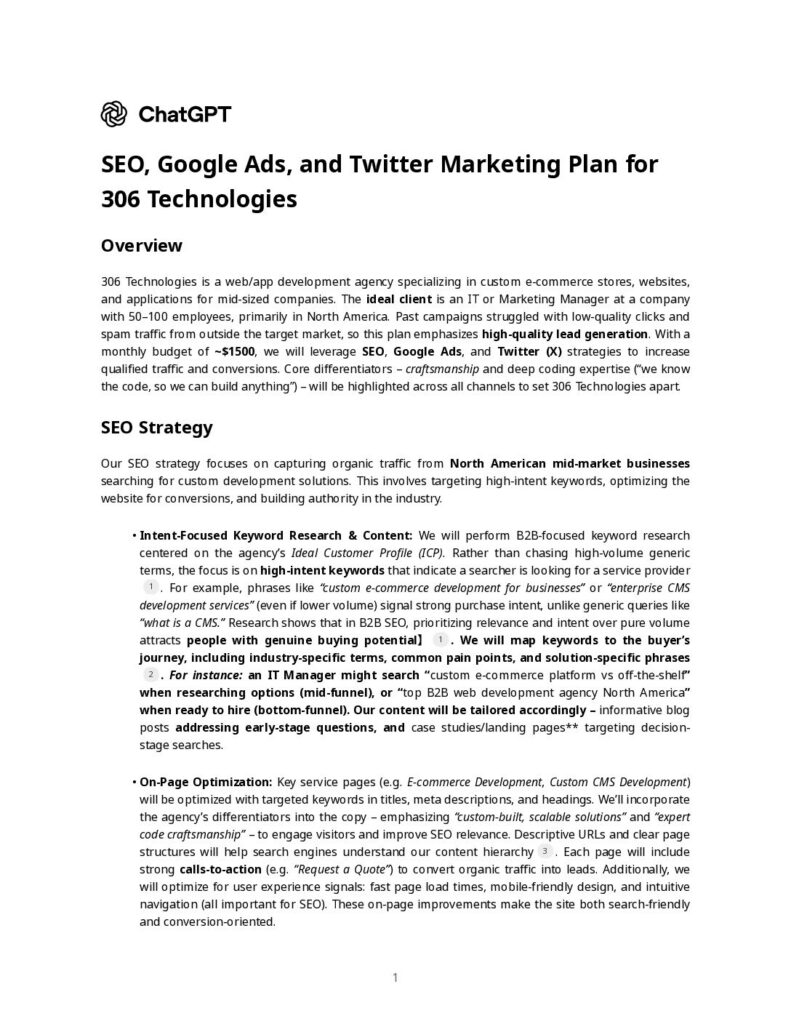 ChatGPT
SEO, Google Ads, and Twitter Marketing Plan for
306 Technologies
Overview
306 Technologies is a web/app development agency specializing in custom e-commerce stores, websites,
and applications for mid-sized companies. The ideal client is an IT or Marketing Manager at a company
with 50–100 employees, primarily in North America. Past campaigns struggled with low-quality clicks and
spam traffic from outside the target market, so this plan emphasizes high-quality lead generation. With a
monthly budget of ~$1500, we will leverage SEO, Google Ads, and Twitter (X) strategies to increase
qualified traffic and conversions. Core differentiators – craftsmanship and deep coding expertise (“we know
the code, so we can build anything”) – will be highlighted across all channels to set 306 Technologies apart.
SEO Strategy
Our SEO strategy focuses on capturing organic traffic from North American mid-market businesses
searching for custom development solutions. This involves targeting high-intent keywords, optimizing the
website for conversions, and building authority in the industry.
• Intent-Focused Keyword Research & Content: We will perform B2B-focused keyword research
centered on the agency’s Ideal Customer Profile (ICP). Rather than chasing high-volume generic
terms, the focus is on high-intent keywords that indicate a searcher is looking for a service provider
1 . For example, phrases like “custom e-commerce development for businesses” or “enterprise CMS
development services” (even if lower volume) signal strong purchase intent, unlike generic queries like
“what is a CMS.” Research shows that in B2B SEO, prioritizing relevance and intent over pure volume
attracts people with genuine buying potential】 1 . We will map keywords to the buyer’s
journey, including industry-specific terms, common pain points, and solution-specific phrases
2 . For instance: an IT Manager might search “custom e-commerce platform vs off-the-shelf”
when researching options (mid-funnel), or “top B2B web development agency North America”
when ready to hire (bottom-funnel). Our content will be tailored accordingly – informative blog
posts addressing early-stage questions, and case studies/landing pages** targeting decision-
stage searches.
• On-Page Optimization: Key service pages (e.g. E-commerce Development, Custom CMS Development)
will be optimized with targeted keywords in titles, meta descriptions, and headings. We’ll incorporate
the agency’s differentiators into the copy – emphasizing “custom-built, scalable solutions” and “expert
code craftsmanship” – to engage visitors and improve SEO relevance. Descriptive URLs and clear page
structures will help search engines understand our content hierarchy 3 . Each page will include
strong calls-to-action (e.g. “Request a Quote”) to convert organic traffic into leads. Additionally, we
will optimize for user experience signals: fast page load times, mobile-friendly design, and intuitive
navigation (all important for SEO). These on-page improvements make the site both search-friendly
and conversion-oriented.
1